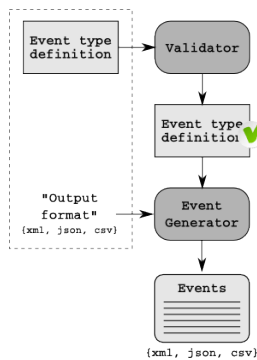 Event type
definition
Validator
Event type
definition
"Output
format"
{xml, json, csv}
Event
Generator
Events
{xml, json, csv}